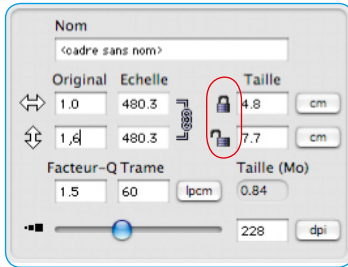 Nom
<cadre sans nom>
Original Echelle Taille
1.0 480.3 4.8 cm
1,6 480.3 7.7 cm
Facteur-Q Trame Taille (Mo)
1.5 60 lpcm 0.84
228 dpi